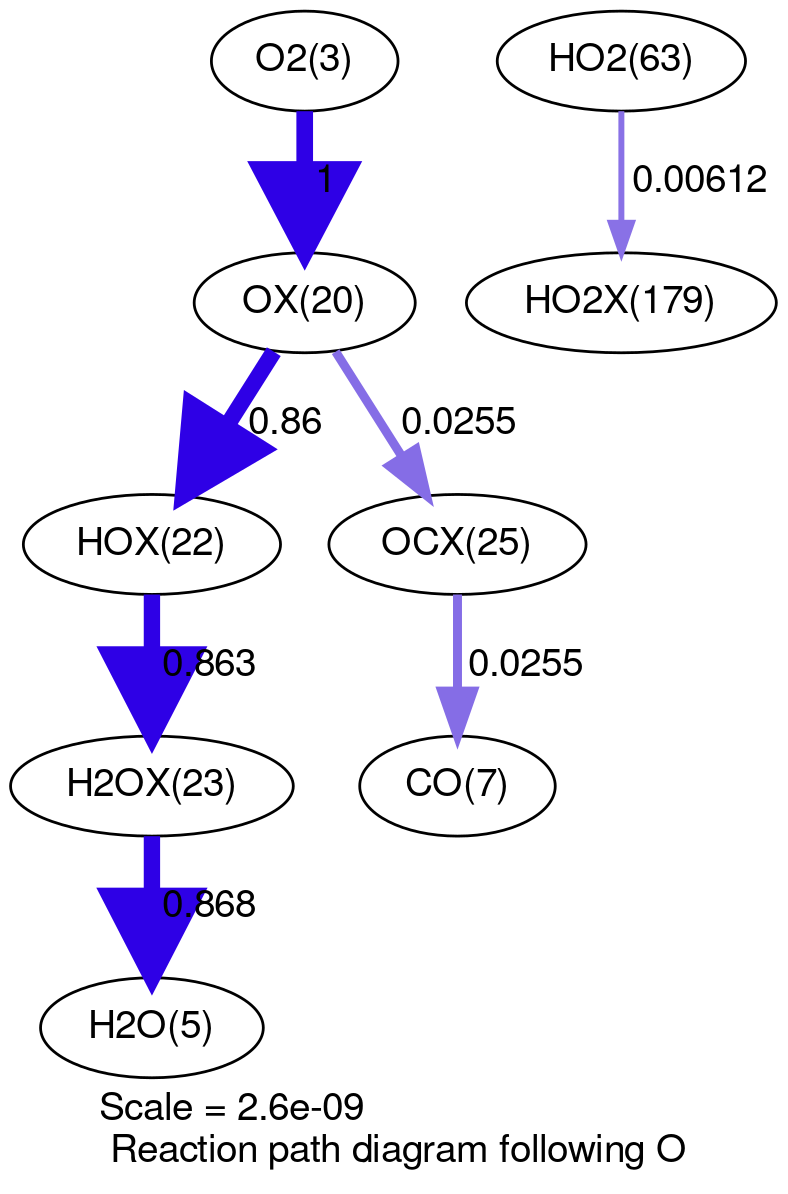 O2(3)
HO2(63)
1
0.00612
OX(20)
HO2X(179)
0.86
0.0255
HOX(22)
OCX(25)
0.863
0.0255
H2OX(23)
CO(7)
0.868
H2O(5)
Scale = 2.6e-09
Reaction path diagram following O